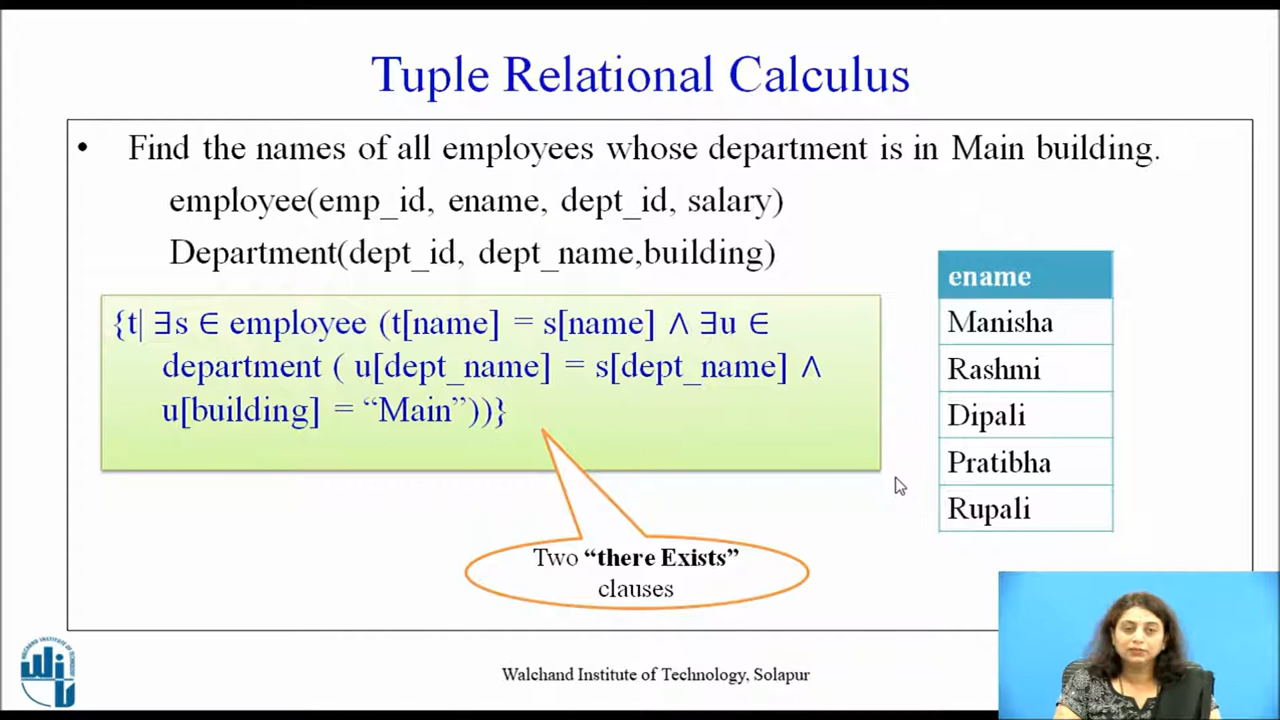 Tuple Relational Calculus
• Find the names of all employees whose department is in Main building.
employee(emp_id, ename, dept_id, salary)
Department(dept_id, dept_name,building)
{t| ∃s ∈ employee (t[name] = s[name] ∧ ∃u ∈
department ( u[dept_name] = s[dept_name] ∧
u[building] = “Main”))}
ename
Manisha
Rashmi
Dipali
Pratibha
Rupali
Two “there Exists”
clauses
Walchand Institute of Technology, Solapur